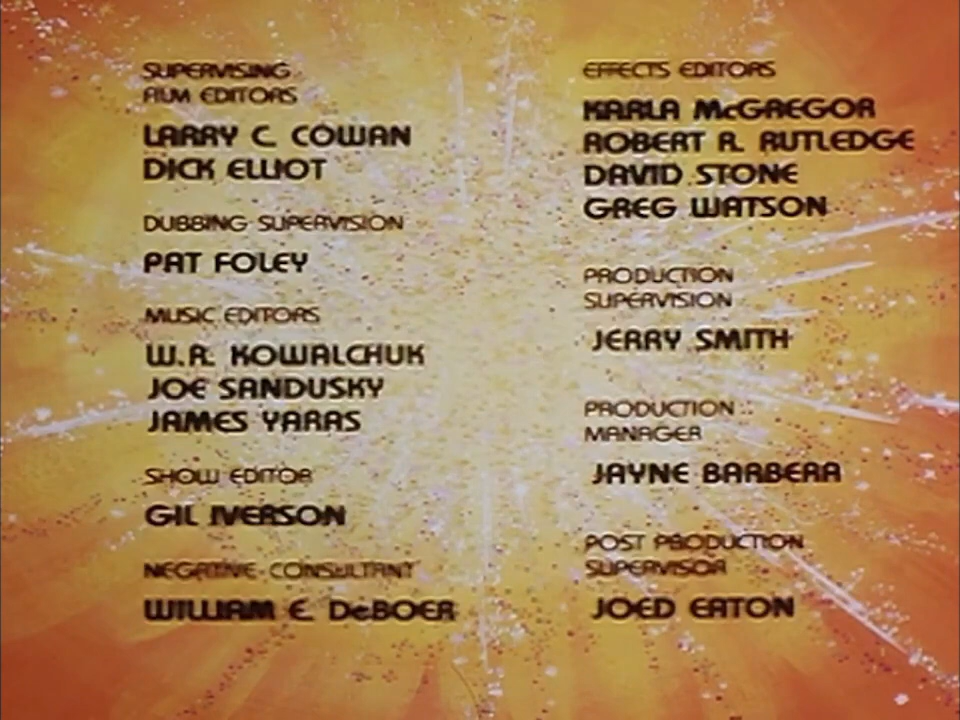 SUPERVISING
FILM EDITORS
LARRY C. COWAN
DICK ELLIOT
DUBBING SUPERVISION
PAT FOLEY
MUSIC EDITORS
W.R. KOWALCHUK
JOE SANDUSKY
JAMES YARAS
SHOW EDITOR
GIL IVERSON
NEGATIVE CONSULTANT
WILLIAM E. DeBOER
EFFECTS EDITORS
KARLA McGREGOR
ROBERT R. RUTLEDGE
DAVID STONE
GREG WATSON
PRODUCTION
SUPERVISION
JERRY SMITH
PRODUCTION
MANAGER
JAYNE BARBERA
POST PRODUCTION
SUPERVISOR
JOED EATON